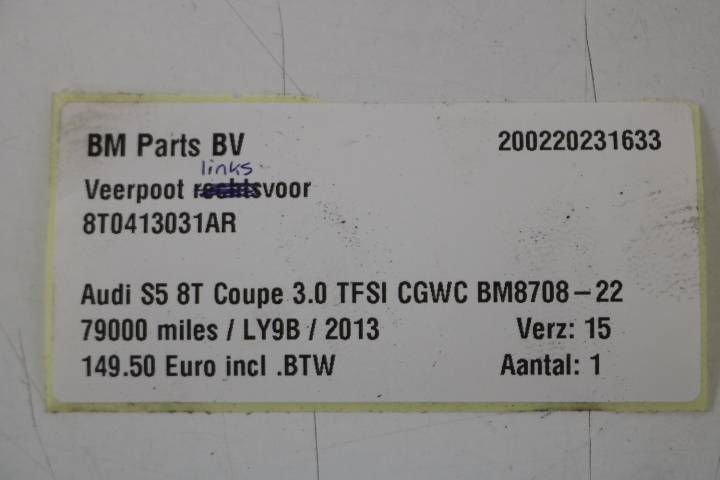 BM Parts BV 200220231633
links
Veerpoot rechtsvoor
8T0413031AR
Audi S5 8T Coupe 3.0 TFSI CGWC BM8708-22
79000 miles / LY9B / 2013 Verz: 15
149.50 Euro incl .BTW Aantal: 1